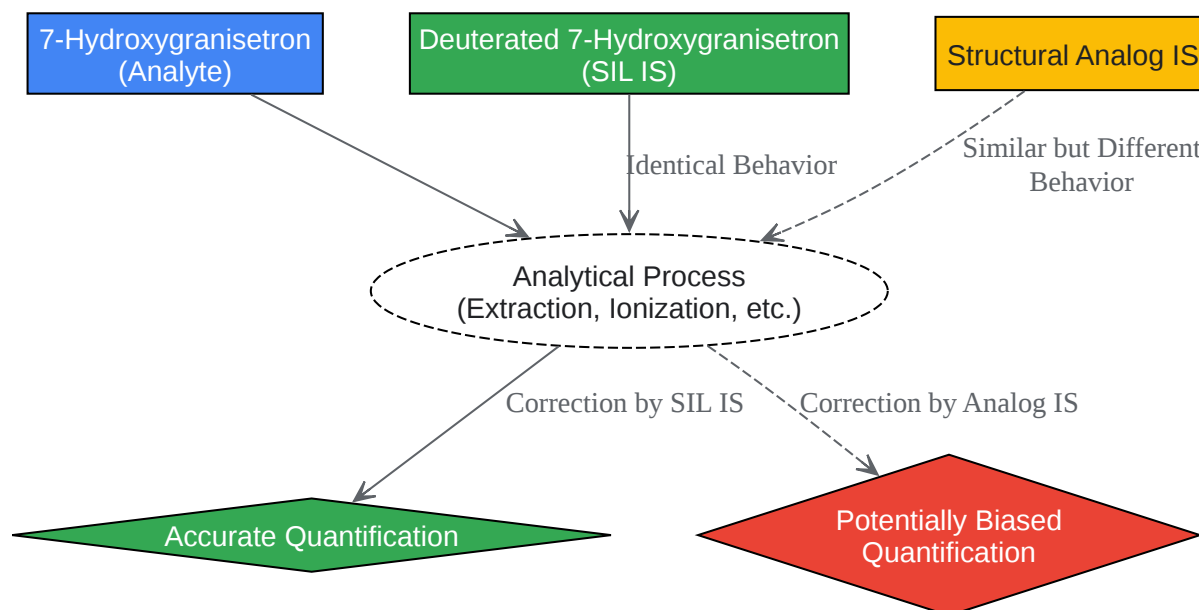 7-Hydroxygranisetron
(Analyte)
Deuterated 7-Hydroxygranisetron
(SIL IS)
Structural Analog IS
Identical Behavior
Similar but Different
Behavior
Analytical Process
(Extraction, Ionization, etc.)
Correction by SIL IS
Correction by Analog IS
Accurate Quantification
Potentially Biased
Quantification